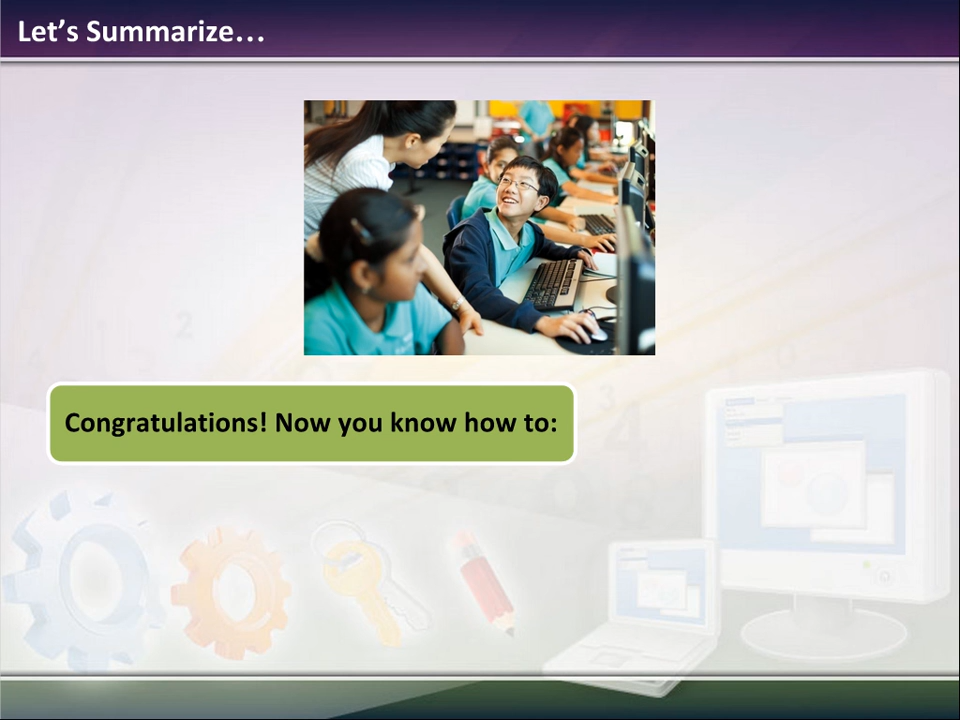 Let’s Summarize…
Congratulations! Now you know how to: